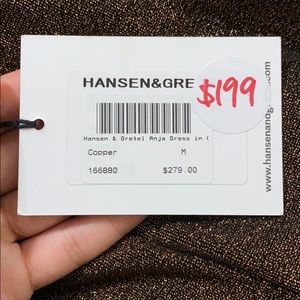 HANSEN&GRE
$199
Hansen & Gretel Anja Dress in
Copper M
166880 $279.00
www.hansenandg .com